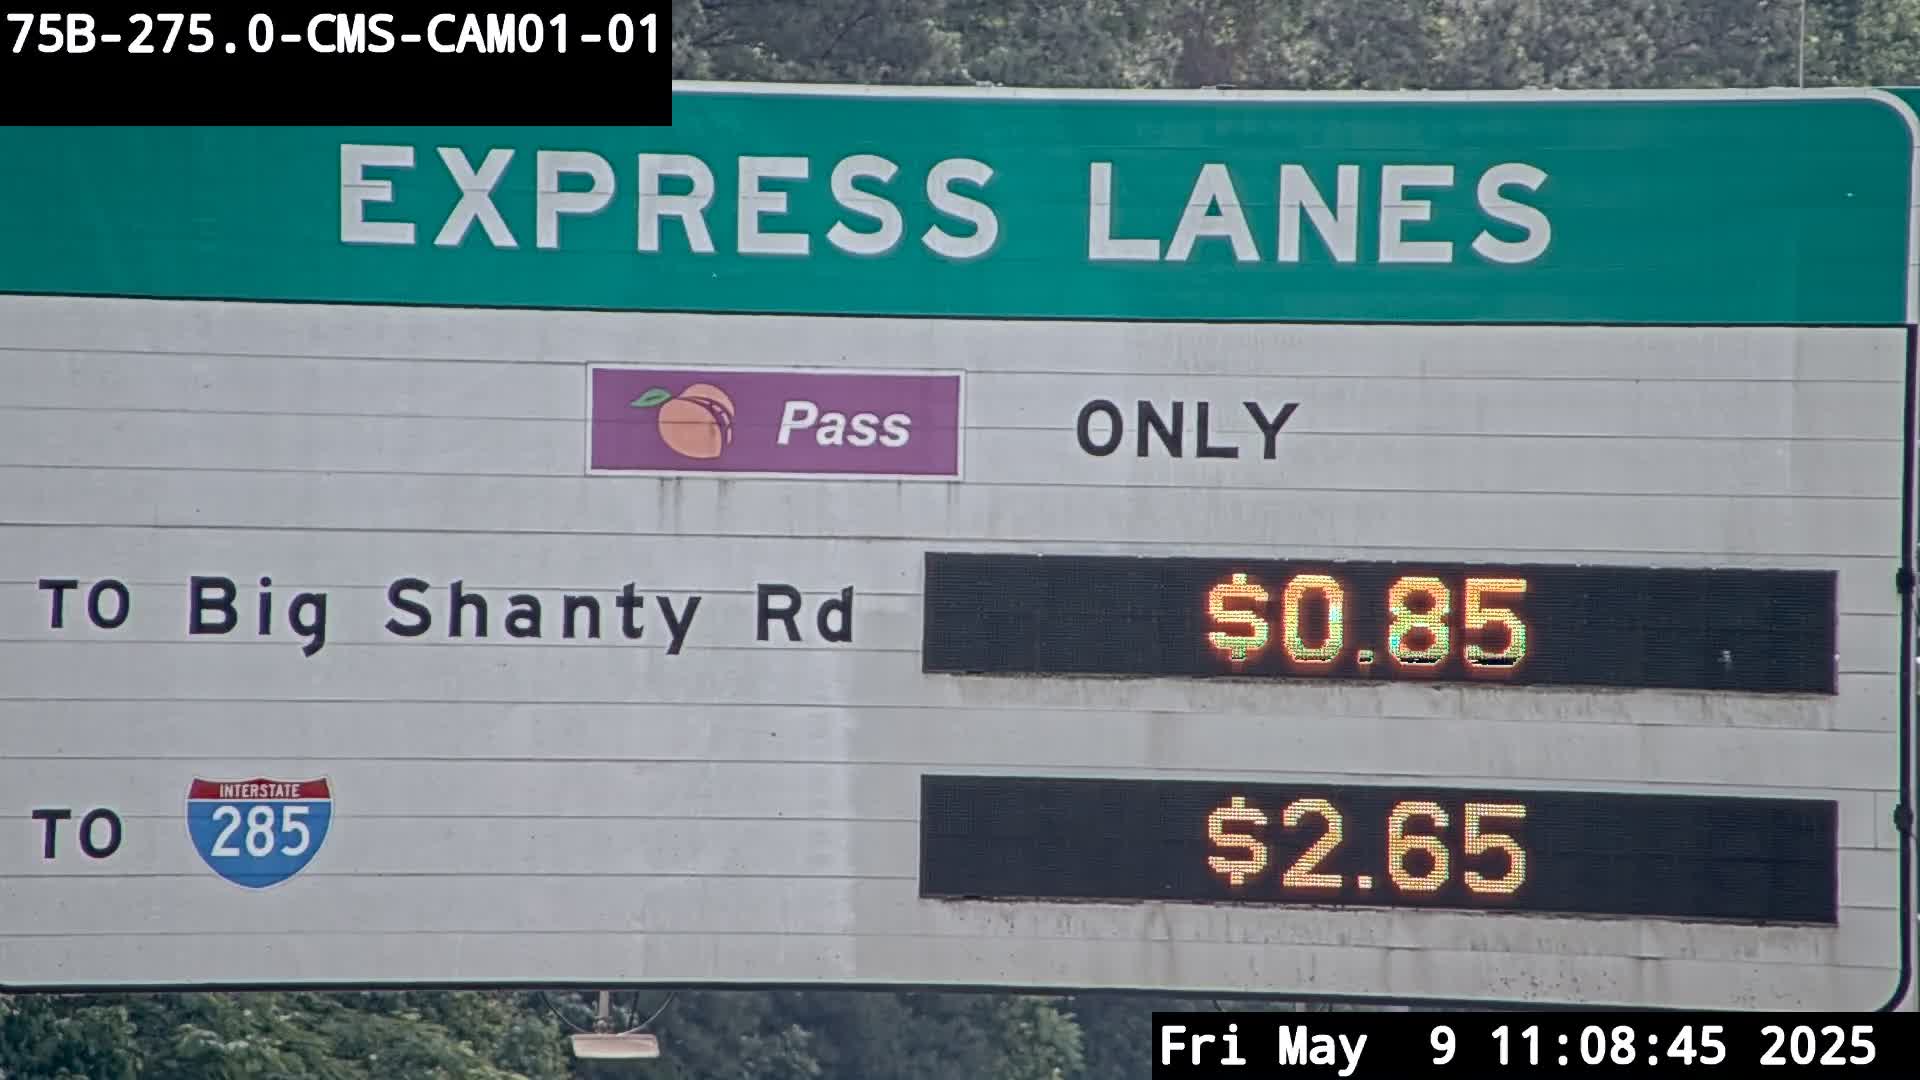 75B-275.0-CMS-CAM01-01
EXPRESS LANES
Pass ONLY
TO Big Shanty Rd $0.85
INTERSTATE
TO 285 $2.65
Fri May 9 11:08:45 2025